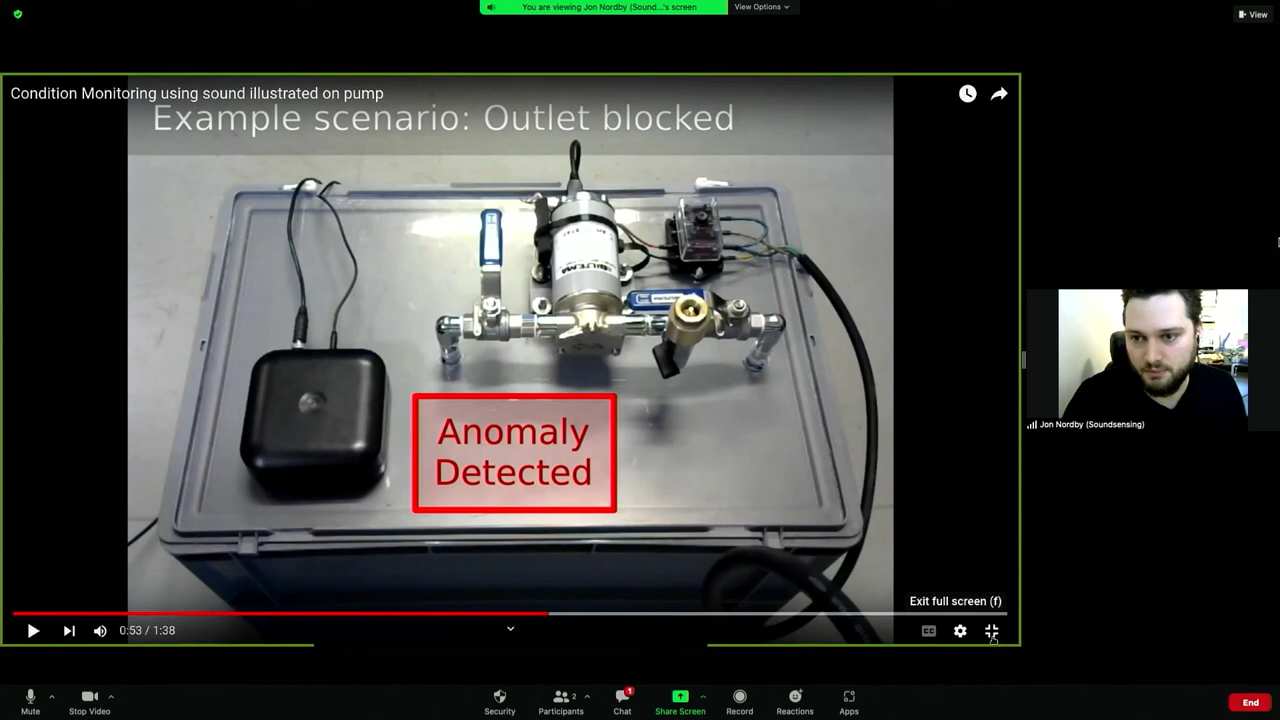 You are viewing Jon Nordby (Sound...'s screen
View Options
View
Condition Monitoring using sound illustrated on pump
Example scenario: Outlet blocked
BILTEMA
Anomaly
Detected
Jon Nordby (Soundsensing)
Exit full screen (f)
0:53 / 1:38
CC
Mute
Stop Video
Security
2
Participants
1
Chat
Share Screen
Record
Reactions
Apps
End